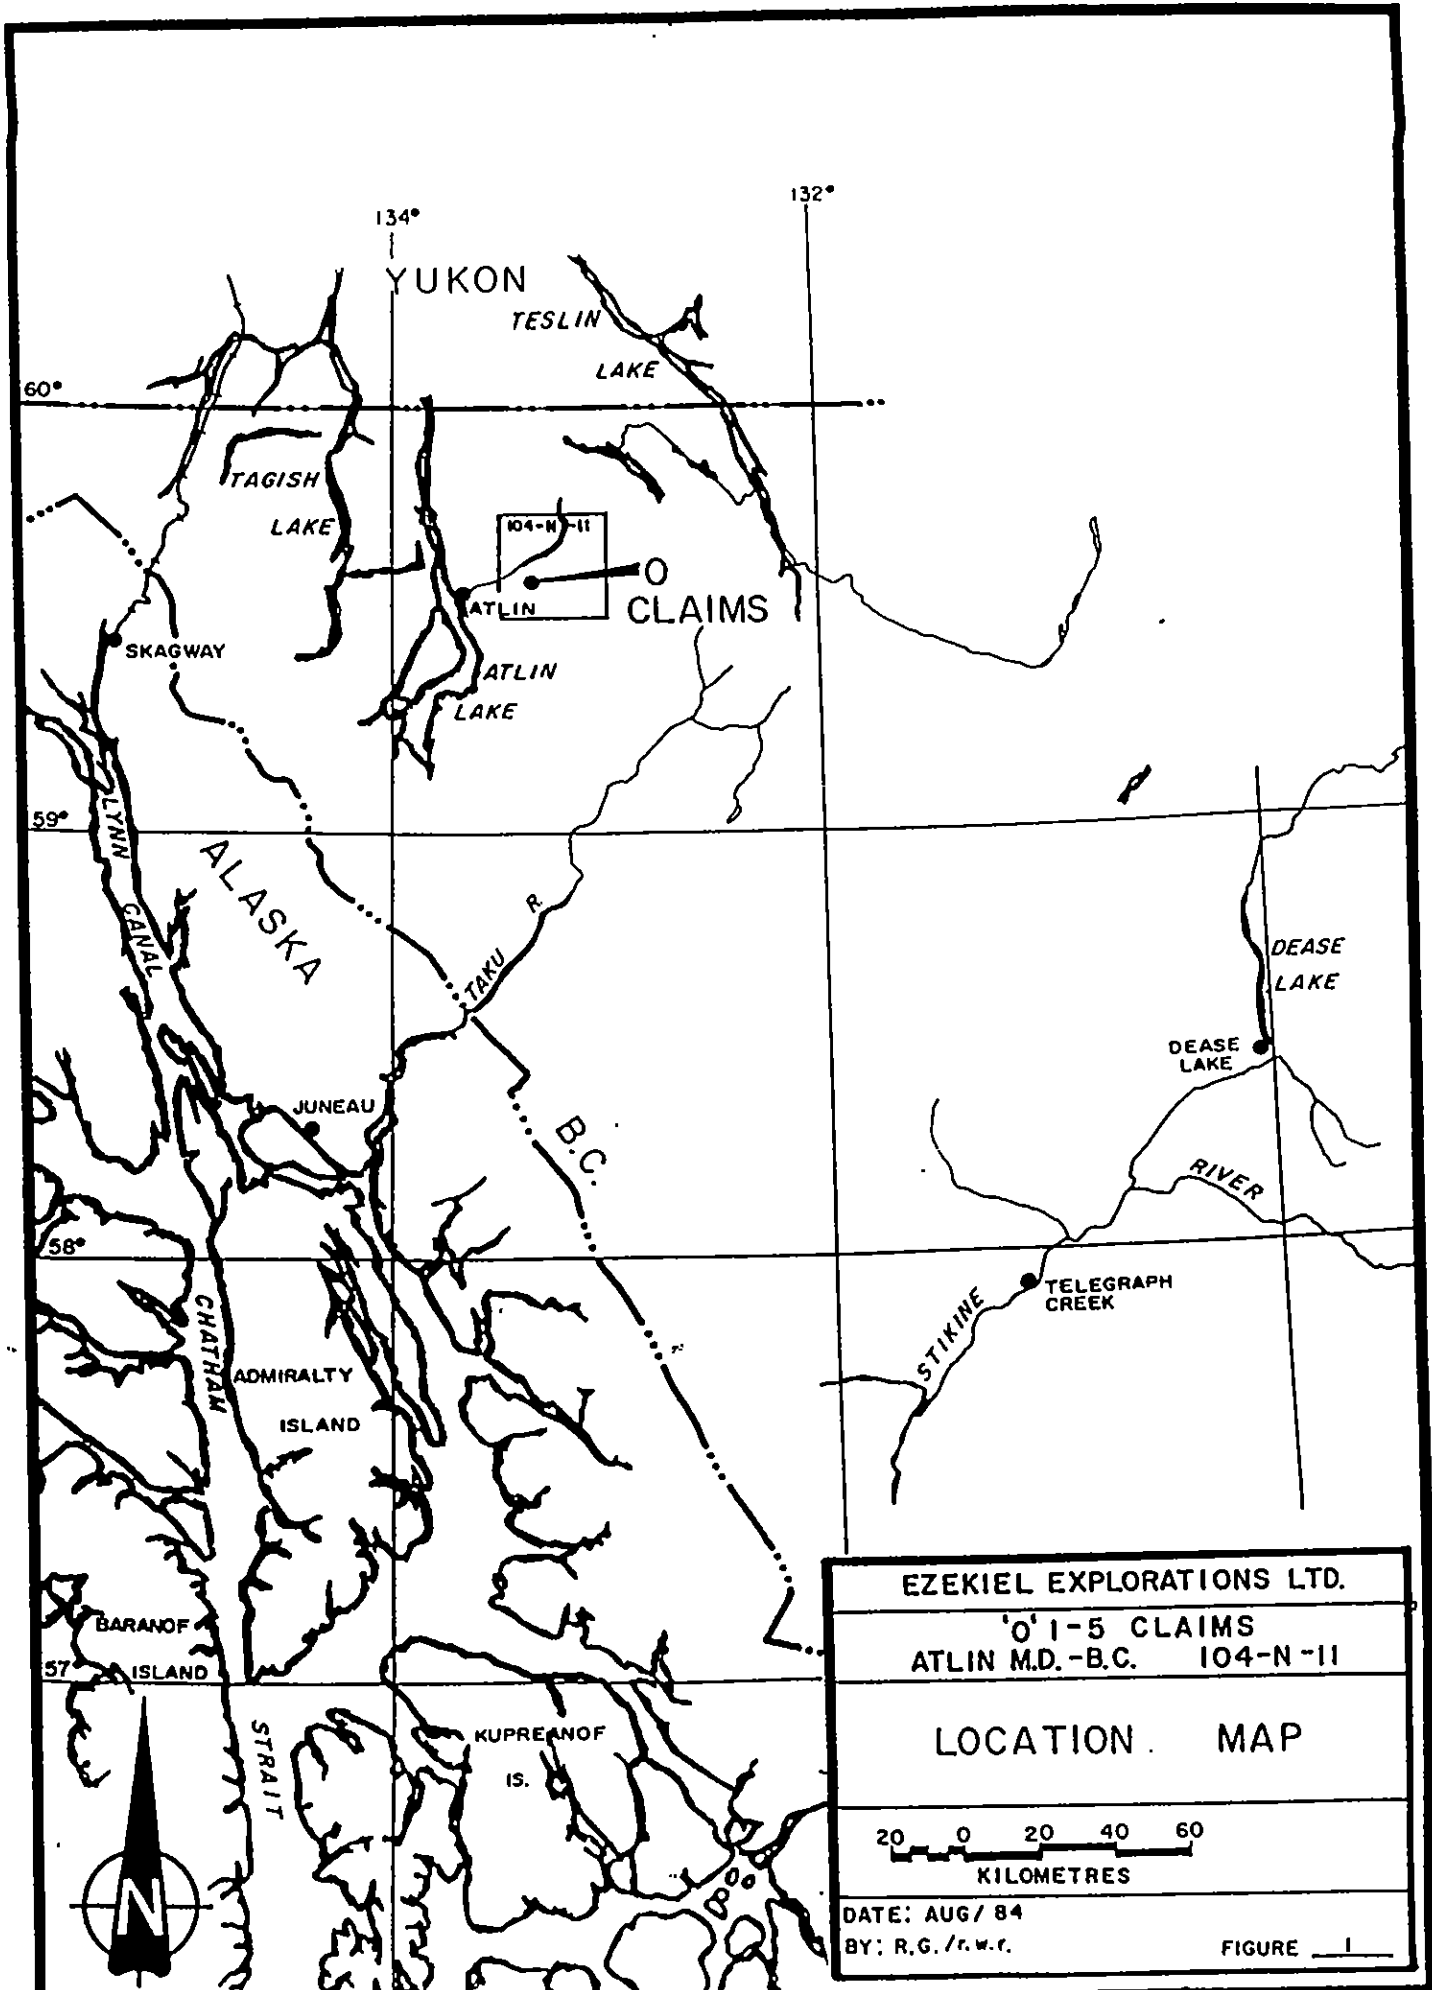 132°
134°
YUKON
TESLIN
LAKE
60°
TAGISH
LAKE
104-N-11
O
CLAIMS
ATLIN
SKAGWAY
ATLIN
LAKE
LYNN
CANAL
59°
ALASKA
TAKU R
DEASE
LAKE
DEASE
LAKE
JUNEAU
B.C.
RIVER
58°
TELEGRAPH
CREEK
STIKINE
CHATHAM
ADMIRALTY
ISLAND
BARANOF
ISLAND
57°
STRAIT
KUPREANOF
IS.
N
EZEKIEL EXPLORATIONS LTD.
'O' 1-5 CLAIMS
ATLIN M.D.-B.C. 104-N-11
LOCATION MAP
20 0 20 40 60
KILOMETRES
DATE: AUG/ 84
BY: R.G./r.w.r.
FIGURE 1